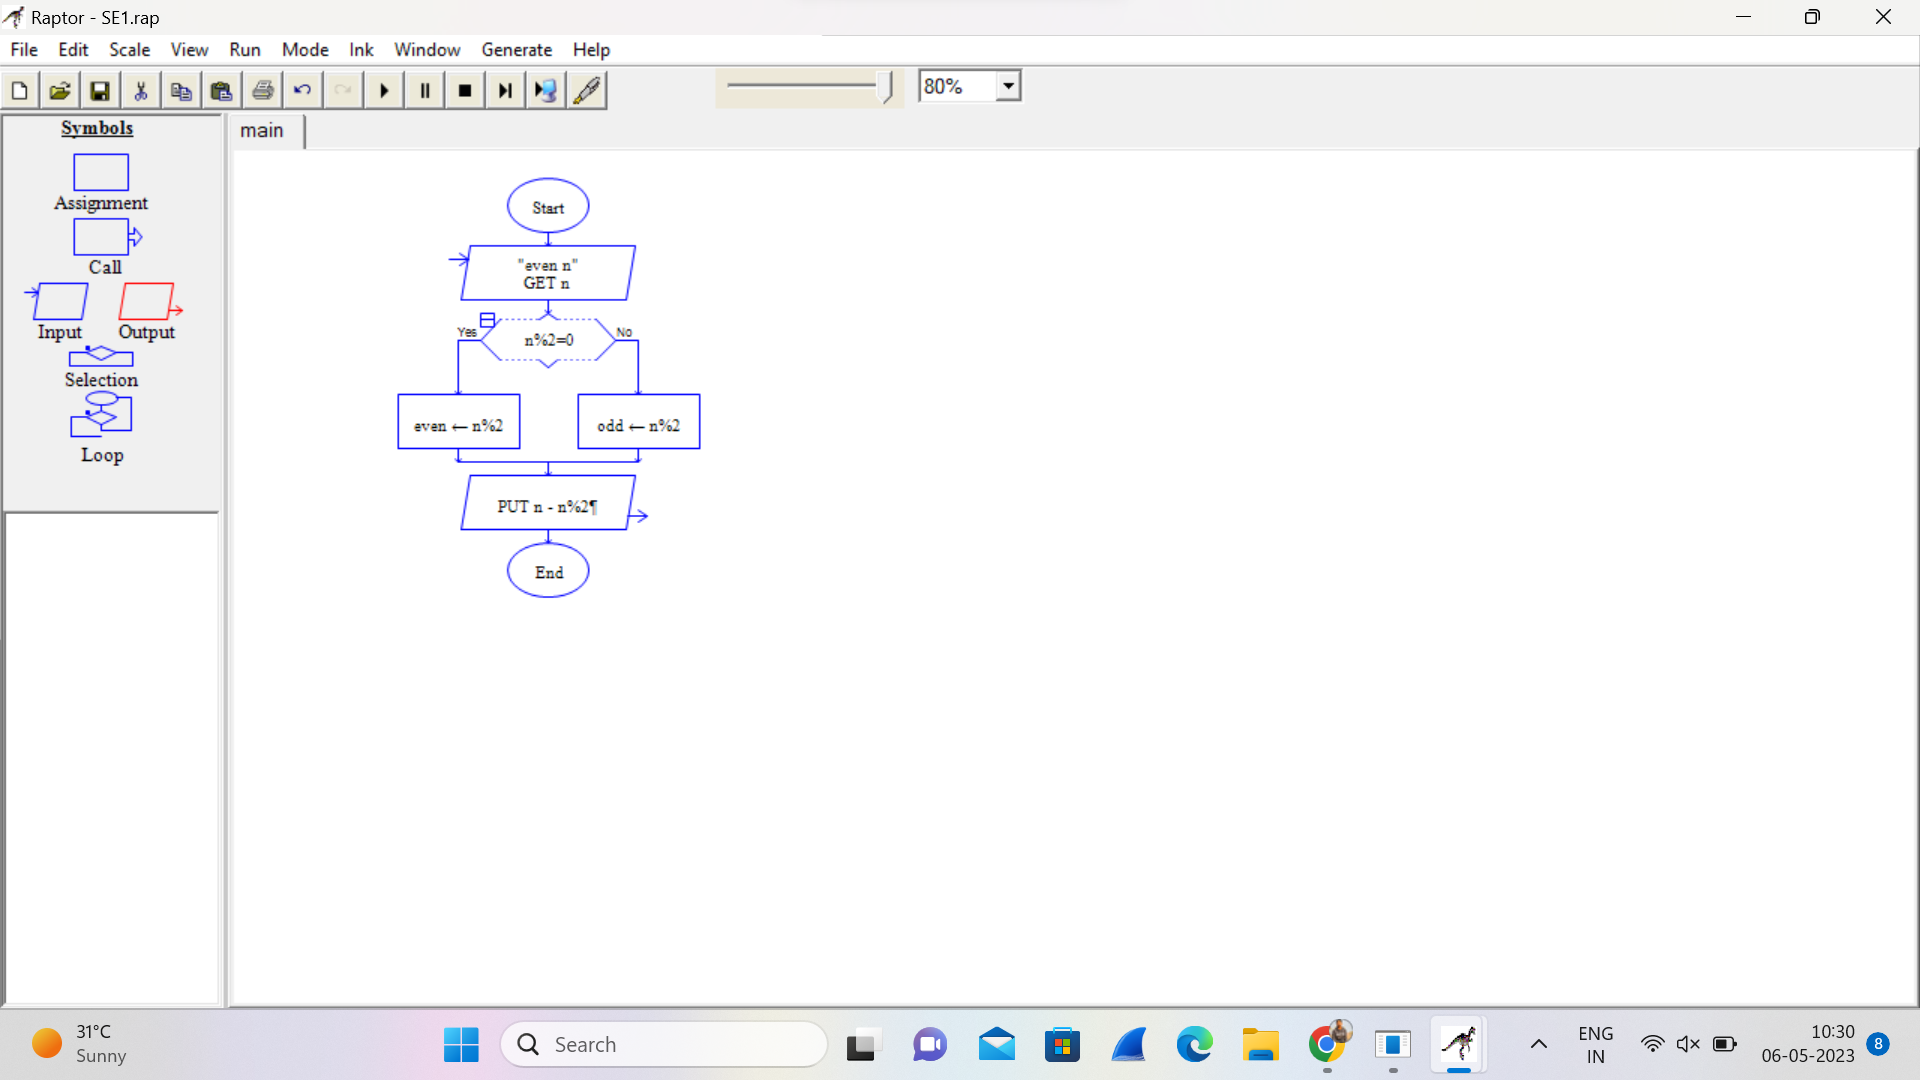 Raptor - SE1.rap
File Edit Scale View Run Mode Ink Window Generate Help
80%
Symbols
main
Assignment
Call
Input Output
Selection
Loop
Start
"even n"
GET n
Yes No
n%2=0
even ← n%2 odd ← n%2
PUT n - n%2¶
End
31°C
Sunny
Search
ENG
IN
10:30
06-05-2023
8